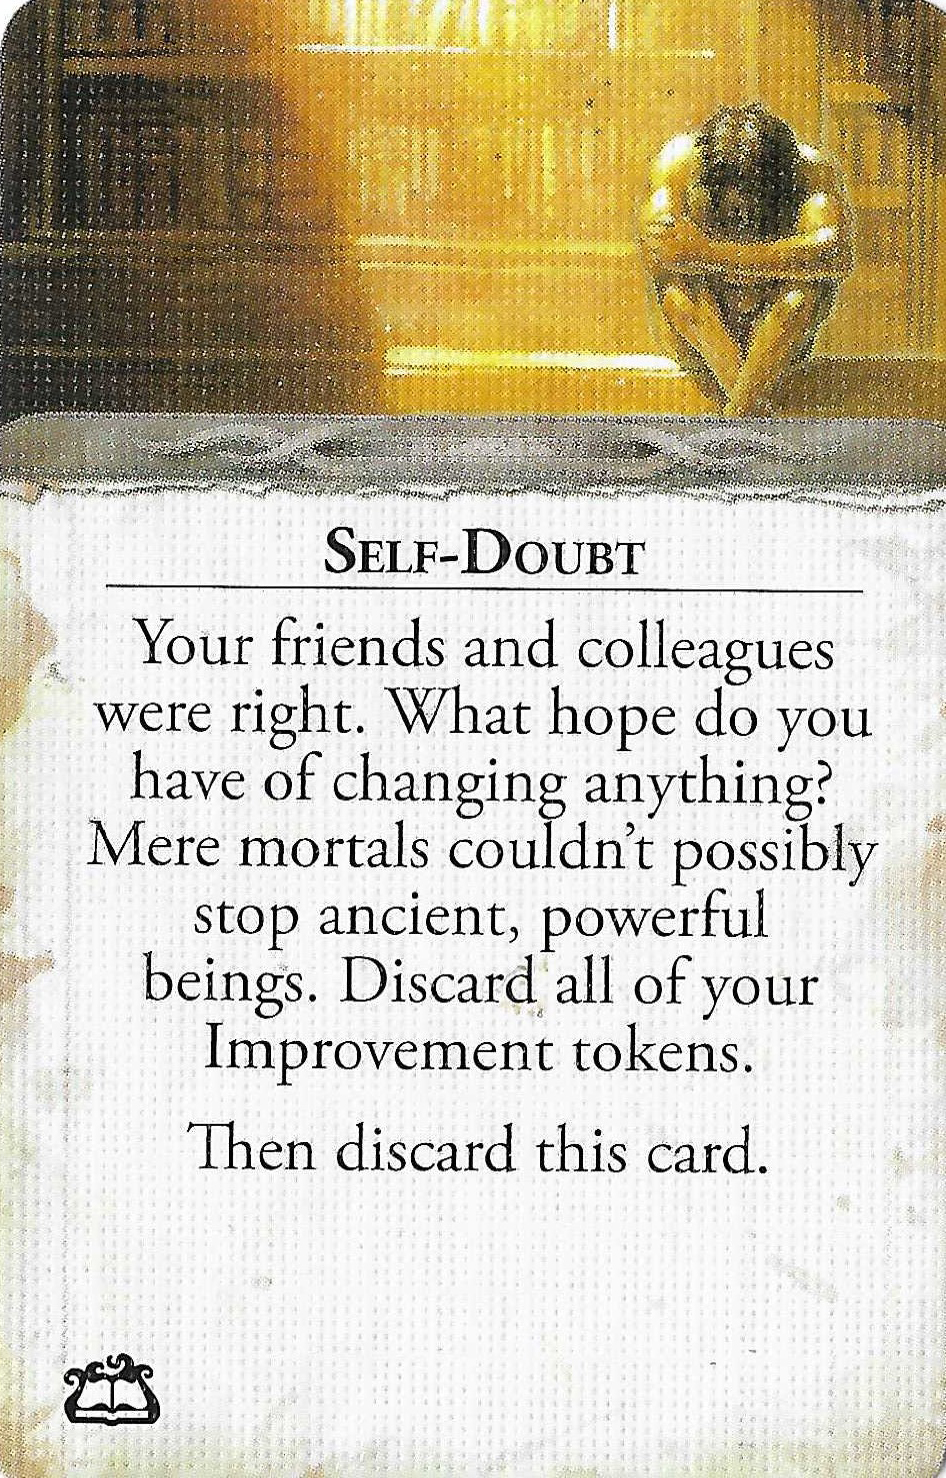 Self-Doubt
Your friends and colleagues
were right. What hope do you
have of changing anything?
Mere mortals couldn't possibly
stop ancient, powerful
beings. Discard all of your
Improvement tokens.
Then discard this card.